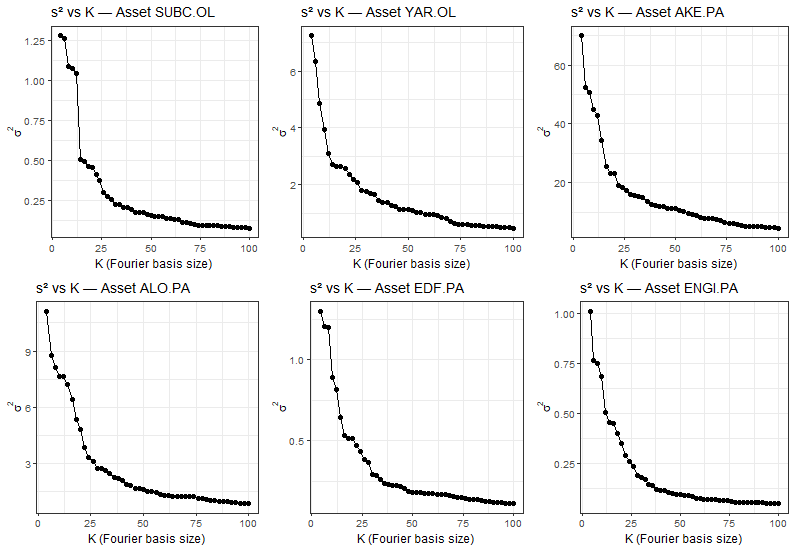 s² vs K — Asset SUBC.OL
σ²
1.25
1.00
0.75
0.50
0.25
0
25
50
75
100
K (Fourier basis size)
s² vs K — Asset YAR.OL
σ²
6
4
2
0
25
50
75
100
K (Fourier basis size)
s² vs K — Asset AKE.PA
σ²
60
40
20
0
25
50
75
100
K (Fourier basis size)
s² vs K — Asset ALO.PA
σ²
9
6
3
0
25
50
75
100
K (Fourier basis size)
s² vs K — Asset EDF.PA
σ²
1.0
0.5
0
25
50
75
100
K (Fourier basis size)
s² vs K — Asset ENGI.PA
σ²
1.00
0.75
0.50
0.25
0
25
50
75
100
K (Fourier basis size)